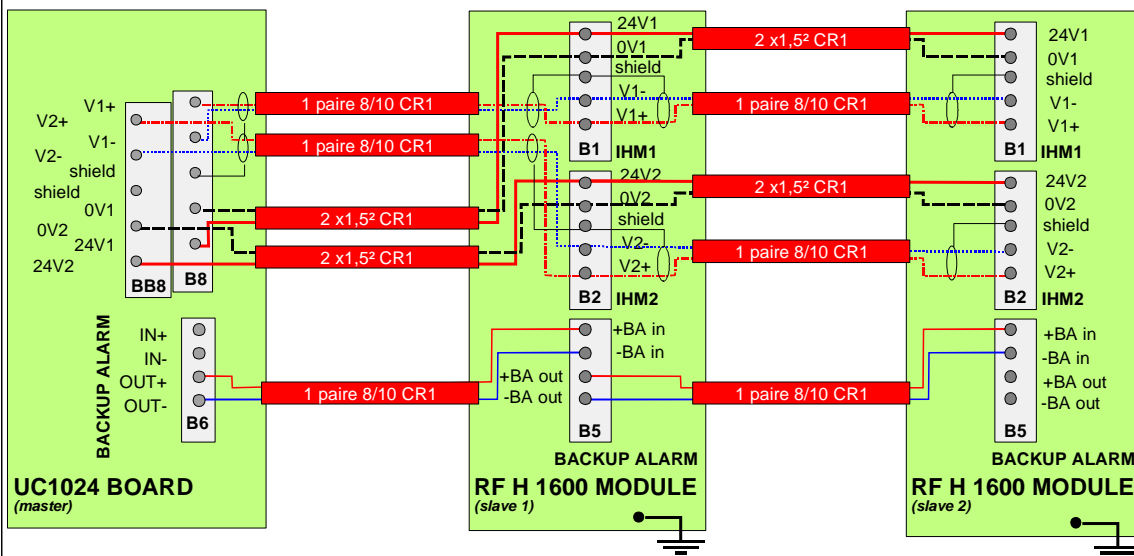 V1+
V2+
V1-
V2-
shield
shield
0V1
0V2
24V1
24V2
BB8
B8
BACKUP ALARM
IN+
IN-
OUT+
OUT-
B6
UC1024 BOARD
(master)
1 paire 8/10 CR1
1 paire 8/10 CR1
2 x1,5² CR1
2 x1,5² CR1
1 paire 8/10 CR1
24V1
0V1
shield
V1-
V1+
B1 IHM1
24V2
0V2
shield
V2-
V2+
B2 IHM2
+BA in
-BA in
+BA out
-BA out
B5
BACKUP ALARM
RF H 1600 MODULE
(slave 1)
2 x1,5² CR1
1 paire 8/10 CR1
2 x1,5² CR1
1 paire 8/10 CR1
1 paire 8/10 CR1
24V1
0V1
shield
V1-
V1+
B1 IHM1
24V2
0V2
shield
V2-
V2+
B2 IHM2
+BA in
-BA in
+BA out
-BA out
B5
BACKUP ALARM
RF H 1600 MODULE
(slave 2)